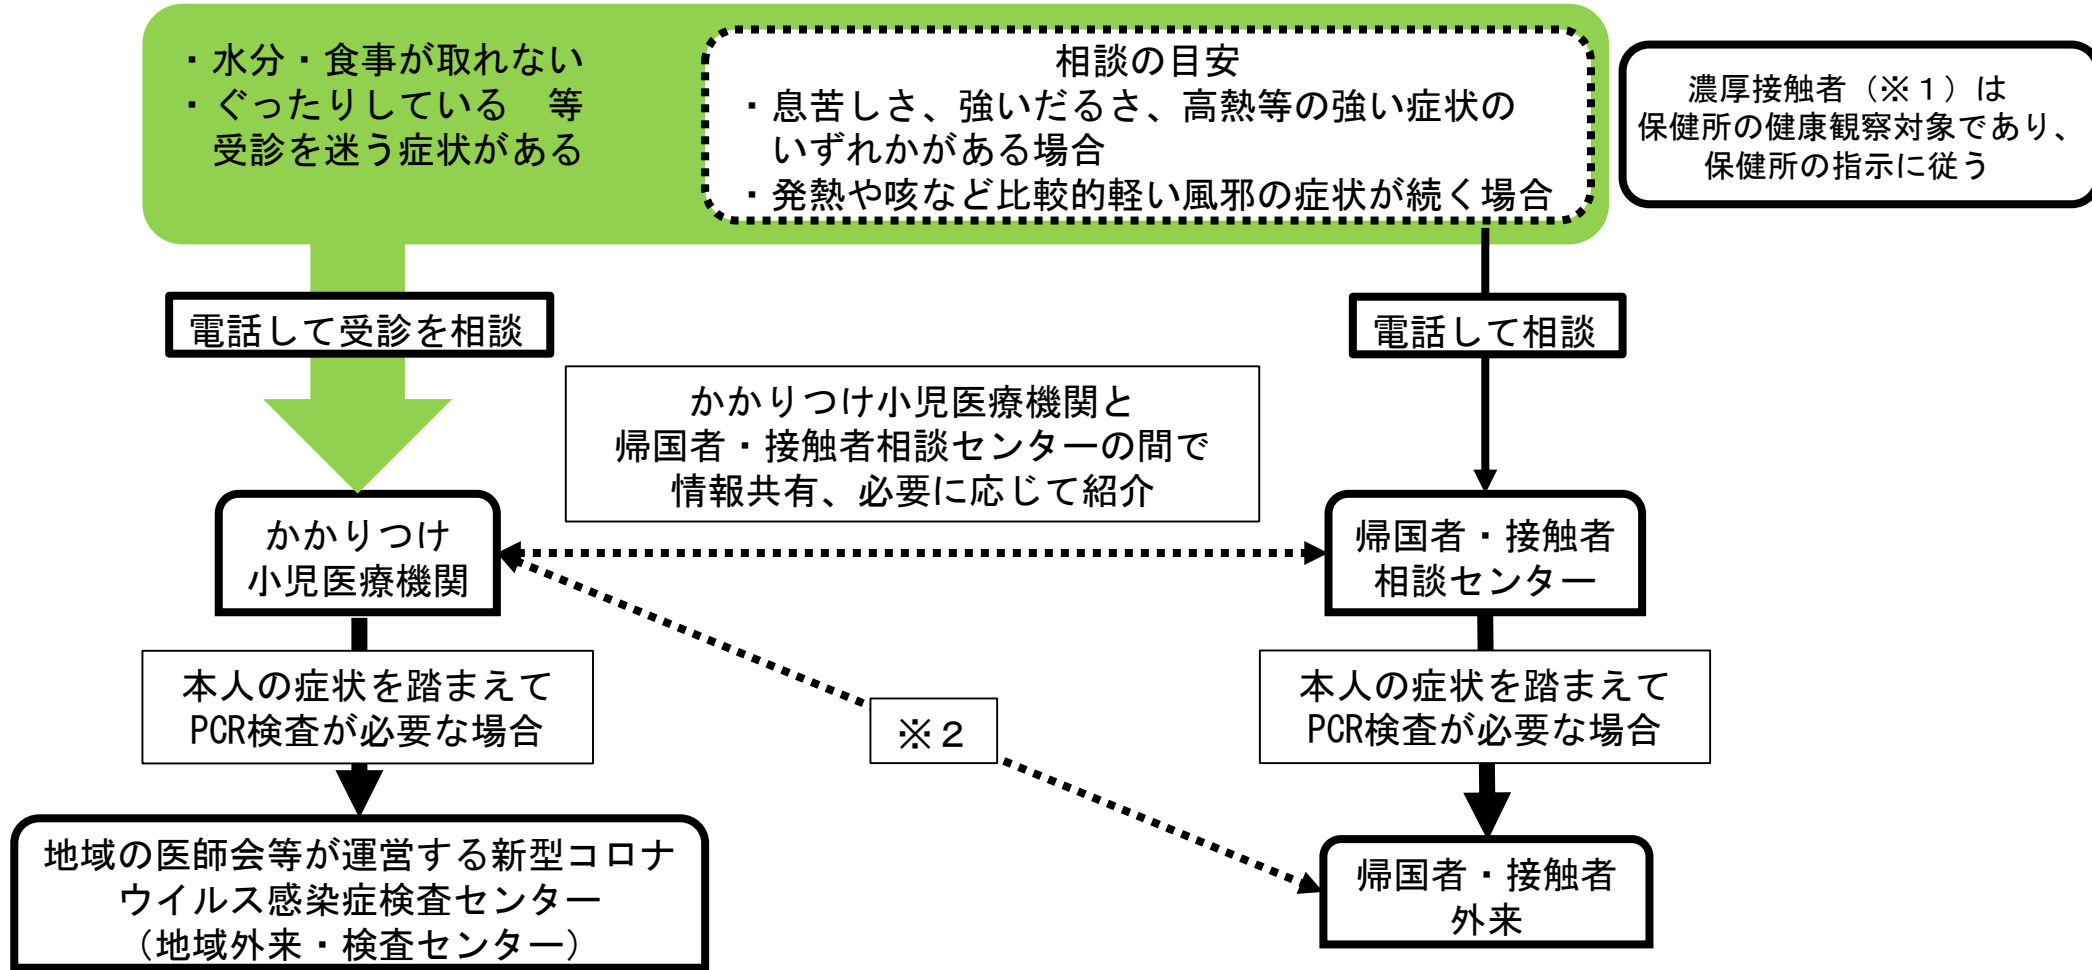 ・水分・食事が取れない
・ぐったりしている　等
受診を迷う症状がある
相談の目安
・息苦しさ、強いだるさ、高熱等の強い症状の
いずれかがある場合
・発熱や咳など比較的軽い風邪の症状が続く場合
濃厚接触者（※１）は
保健所の健康観察対象であり、
保健所の指示に従う
電話して受診を相談
電話して相談
かかりつけ小児医療機関と
帰国者・接触者相談センターの間で
情報共有、必要に応じて紹介
かかりつけ
小児医療機関
帰国者・接触者
相談センター
本人の症状を踏まえて
PCR検査が必要な場合
※２
本人の症状を踏まえて
PCR検査が必要な場合
地域の医師会等が運営する新型コロナ
ウイルス感染症検査センター
（地域外来・検査センター）
帰国者・接触者
外来